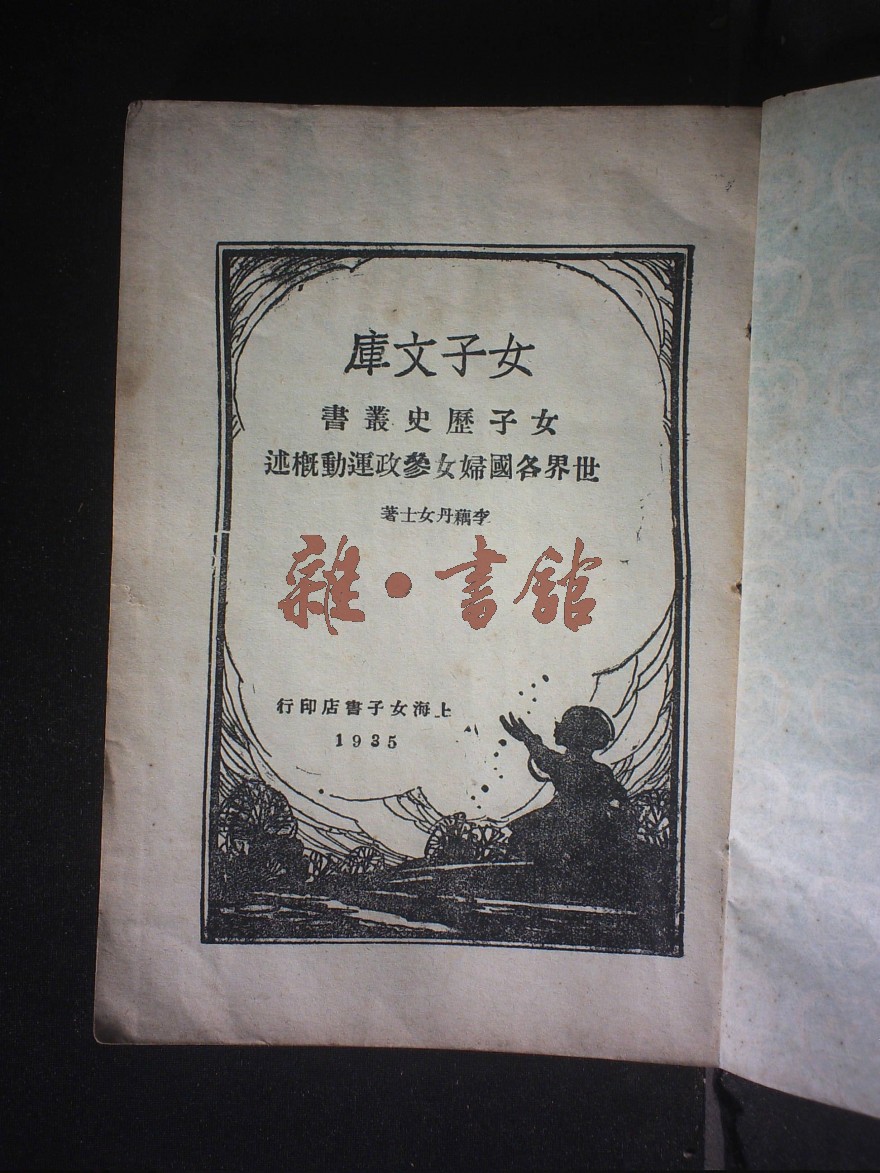 女子文庫
女子歷史叢書
世界各國婦女參政運動槪述
李藕丹女士著
雜·書館
上海女子書店印行
1935